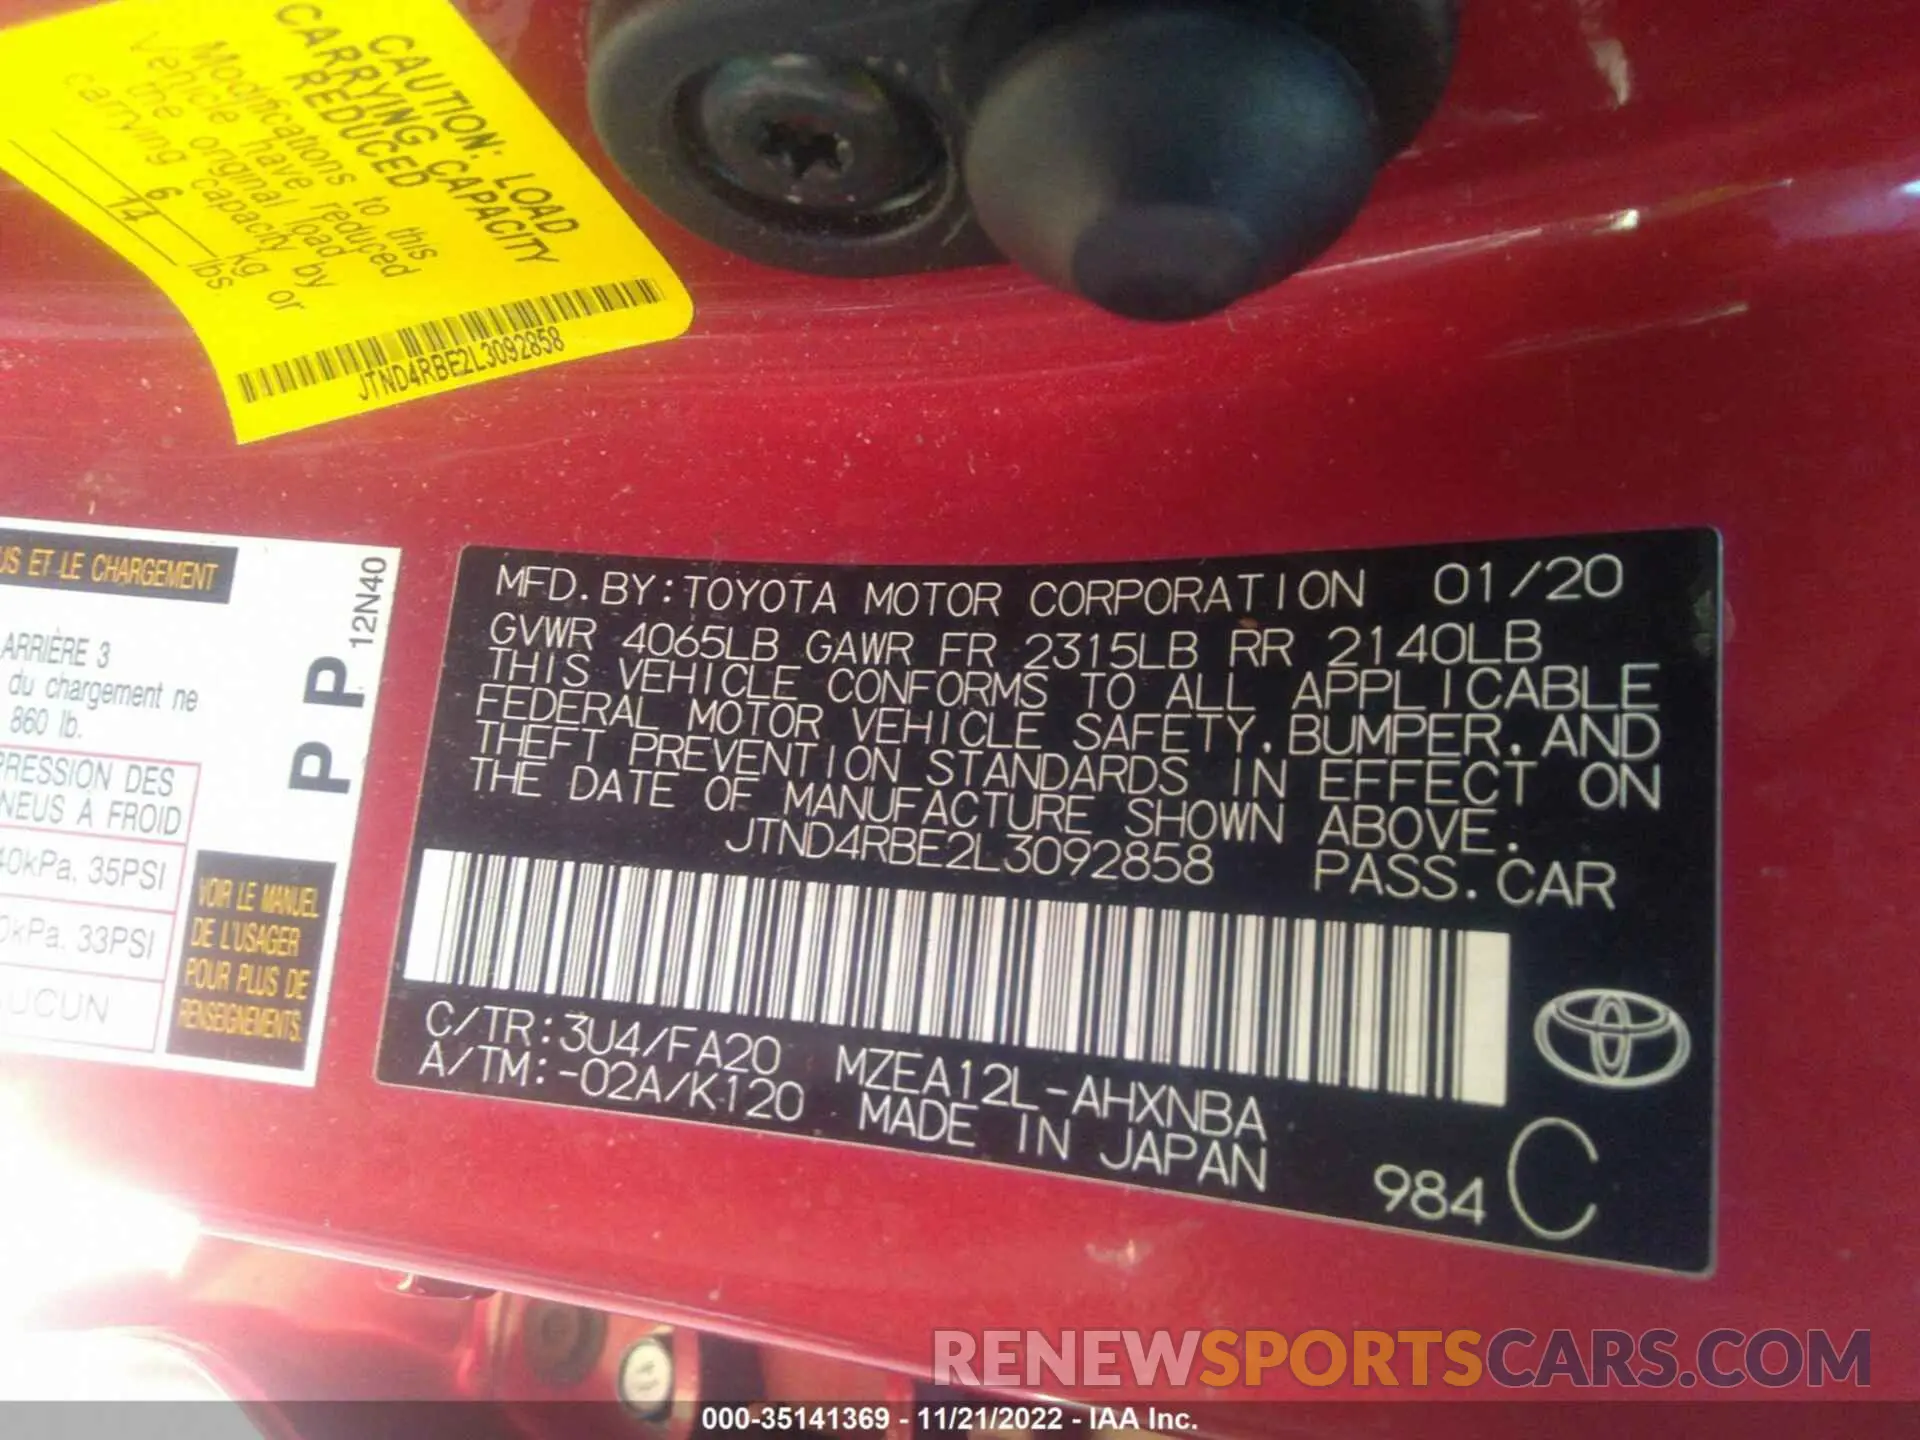 CAUTION: LOAD
CARRYING CAPACITY
REDUCED
Modifications to this
Vehicle have reduced
the original load
carrying capacity by
6 kg or
14 lbs.
JTND4RBE2L3092858
US ET LE CHARGEMENT
ARRIÈRE 3
du chargement ne
860 lb.
PRESSION DES
NEUS À FROID
40kPa, 35PSI
0kPa, 33PSI
UCUN
VOIR LE MANUEL
DE L'USAGER
POUR PLUS DE
RENSEIGNEMENTS.
P P 12N40
MFD. BY: TOYOTA MOTOR CORPORATION 01/20
GVWR 4065LB GAWR FR 2315LB RR 2140LB
THIS VEHICLE CONFORMS TO ALL APPLICABLE
FEDERAL MOTOR VEHICLE SAFETY, BUMPER, AND
THEFT PREVENTION STANDARDS IN EFFECT ON
THE DATE OF MANUFACTURE SHOWN ABOVE.
JTND4RBE2L3092858 PASS. CAR
C/TR: 3U4/FA20 MZEA12L-AHXNBA
A/TM: -02A/K120 MADE IN JAPAN
984 C
RENEWSPORTSCARS.COM
000-35141369 - 11/21/2022 - IAA Inc.